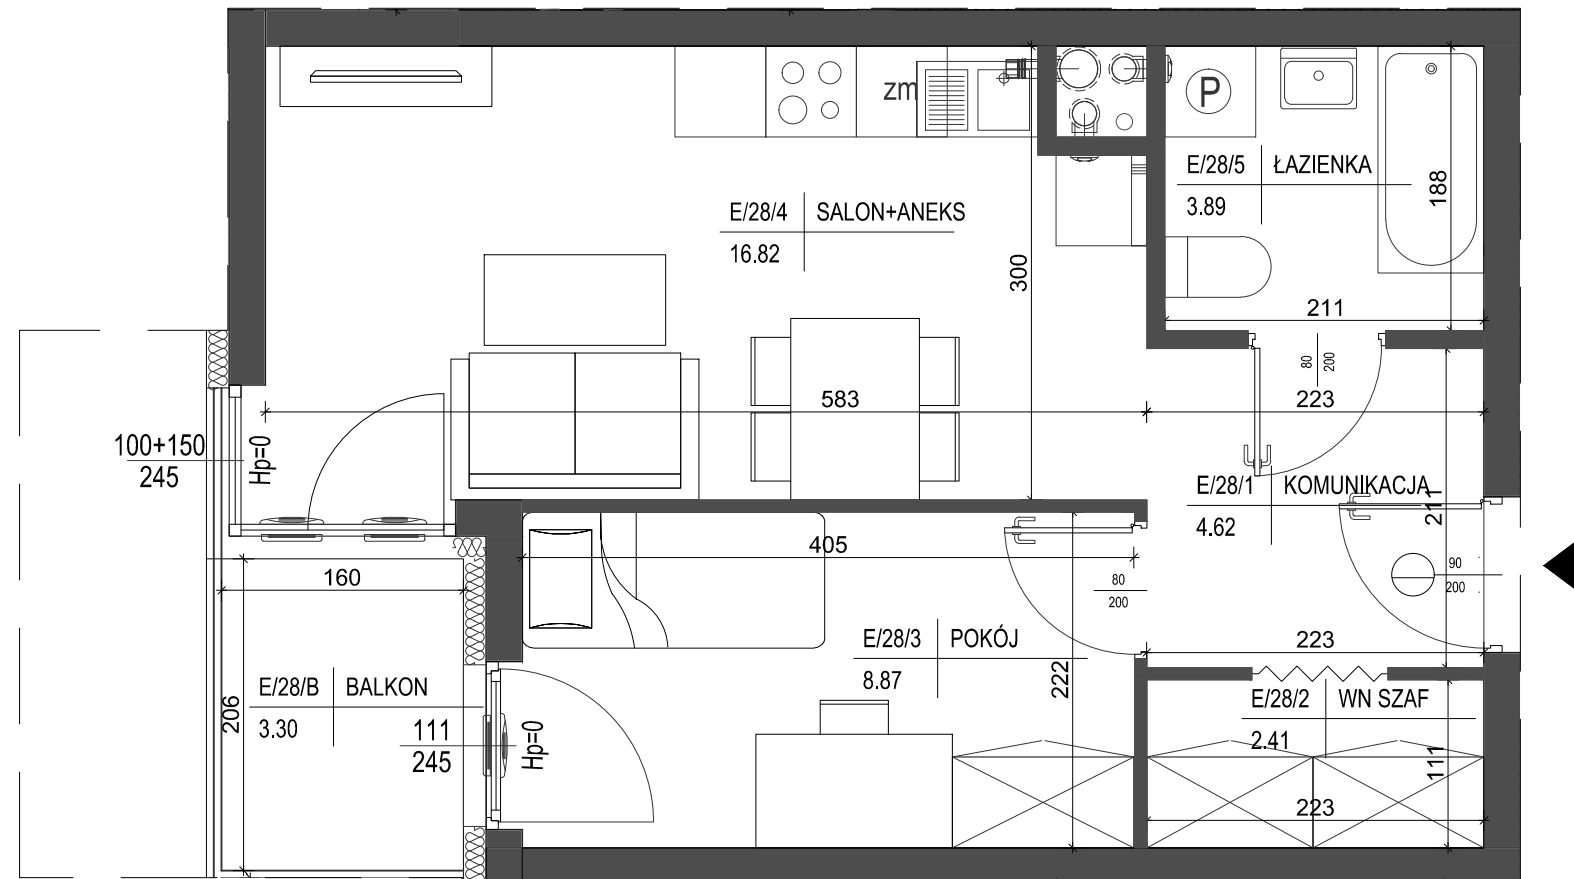 zm
P
E/28/5 ŁAZIENKA
3.89
188
E/28/4 SALON+ANEKS
16.82
300
211
80
200
583
223
100+150
245
Hp=0
E/28/1 KOMUNIKACJA
4.62
211
405
160
80
200
90
200
E/28/3 POKÓJ
8.87
222
223
E/28/B BALKON
3.30
206
111
245
Hp=0
E/28/2 WN SZAF
2.41
111
223